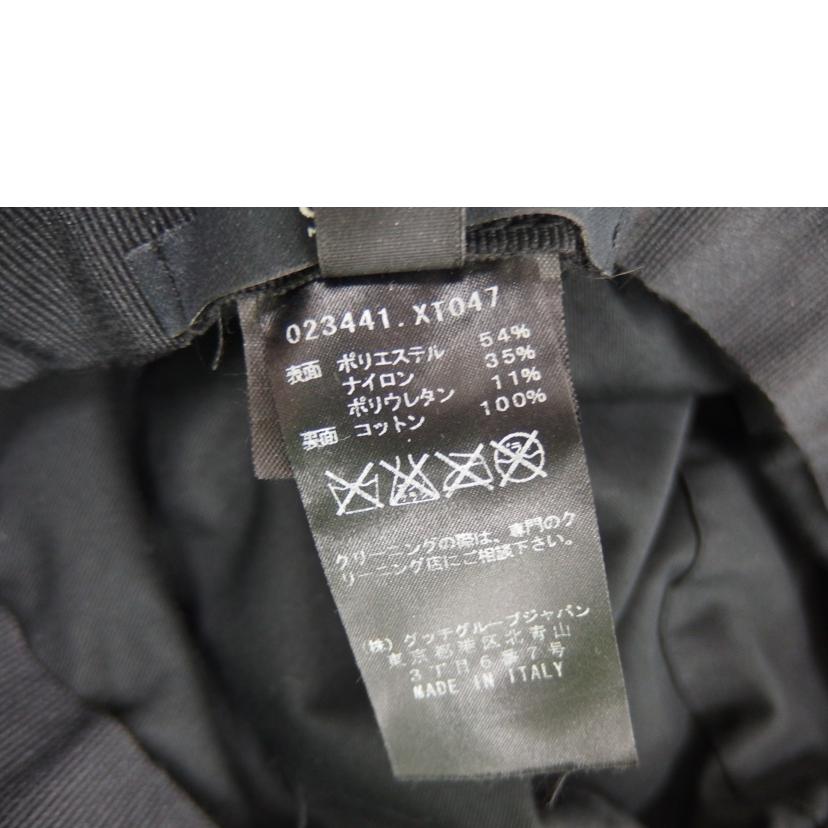 023441.XT047
表面 ポリエステル 54%
ナイロン 35%
ポリウレタン 11%
裏面 コットン 100%
クリーニングの際は、専門のク
リーニング店にご相談下さい。
(株) グッチグループジャパン
東京都港区北青山
3丁目6番7号
MADE IN ITALY